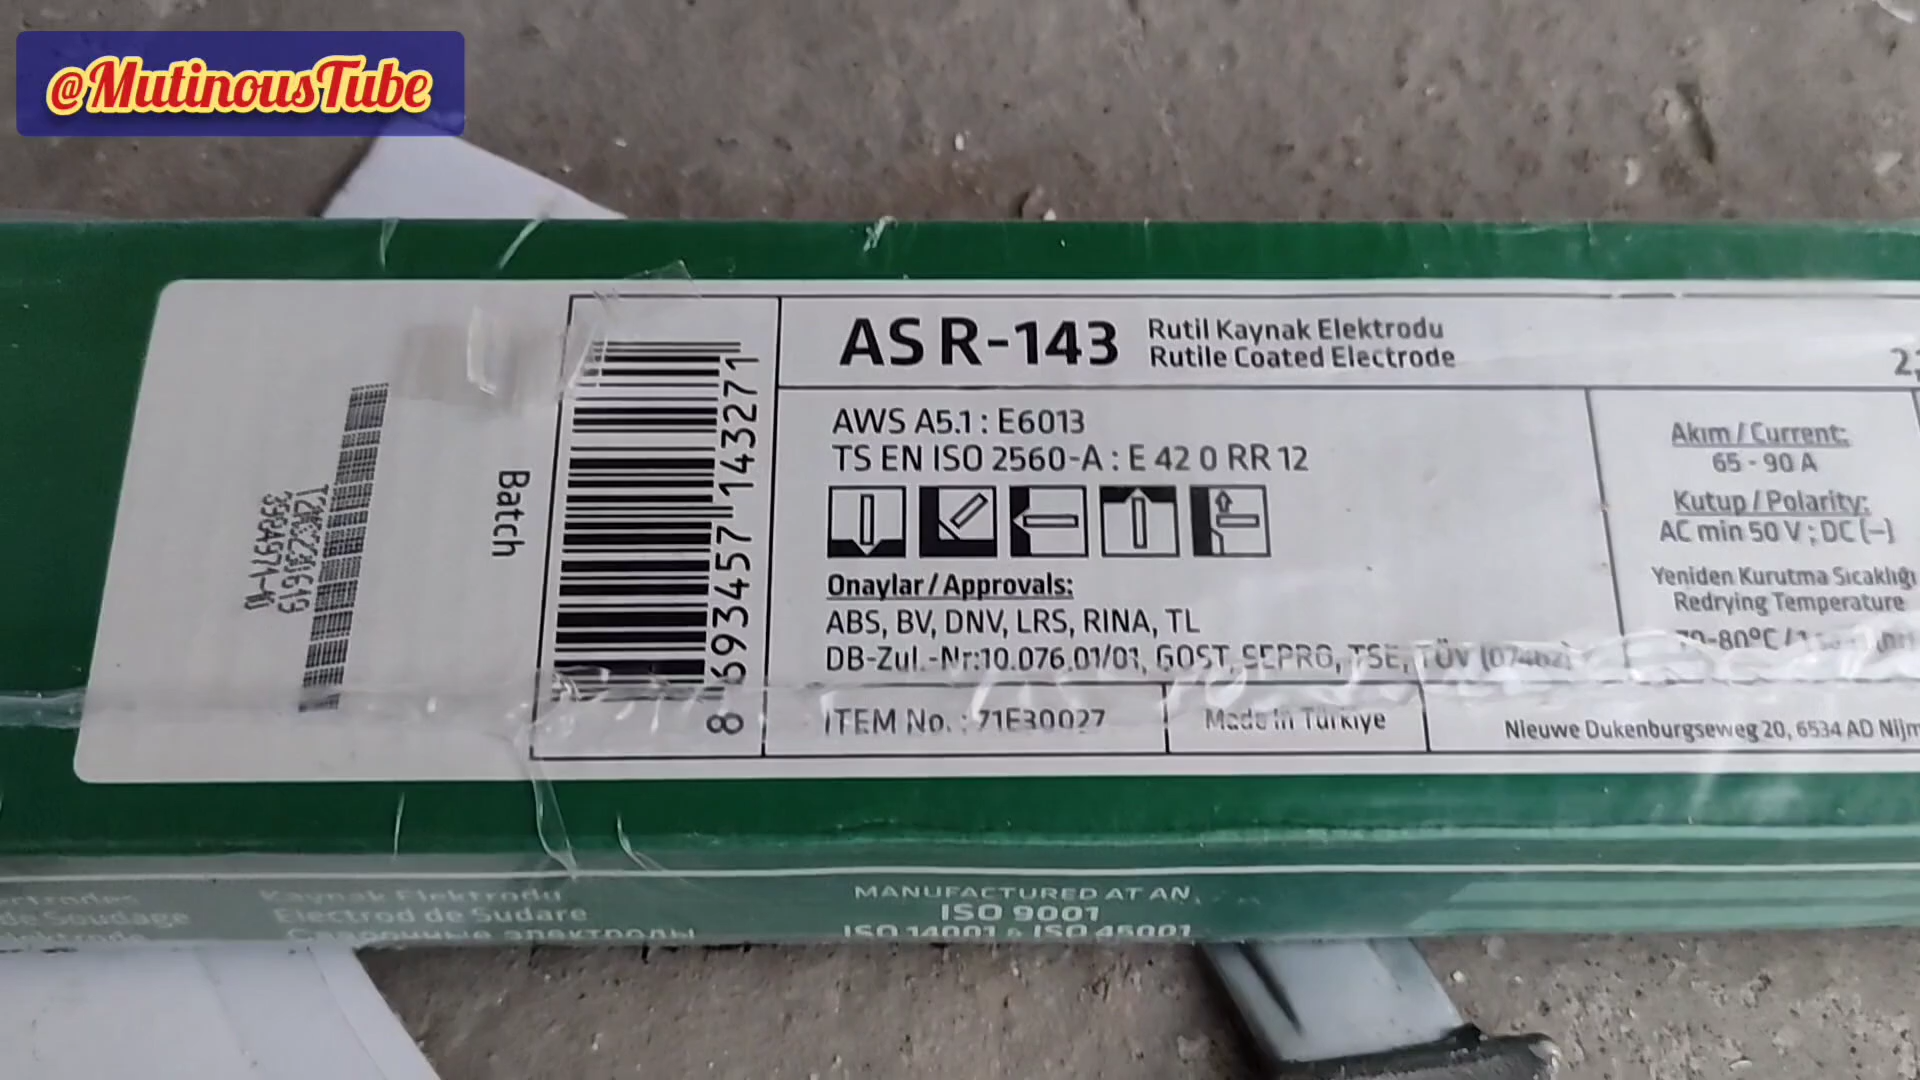 @MutinousTube
AS R-143
Rutil Kaynak Elektrodu
Rutile Coated Electrode
AWS A5.1 : E6013
TS EN ISO 2560-A : E 42 0 RR 12
Akım / Current:
65 - 90 A
Kutup / Polarity:
AC min 50 V ; DC (–)
Yeniden Kurutma Sıcaklığı
Redrying Temperature
Onaylar / Approvals:
ABS, BV, DNV, LRS, RINA, TL
DB-Zul.-Nr:10.076.01/01, GOST, SEPRO, TSE, TÜV
ITEM No. : 71E30027
Made in Türkiye
Nieuwe Dukenburgseweg 20, 6534 AD
Batch
8 693457 143271
Kaynak Elektrodu
de Soudage
Electrod de Sudare
Сварочные электроды
MANUFACTURED AT AN
ISO 9001
ISO 14001 & ISO 45001